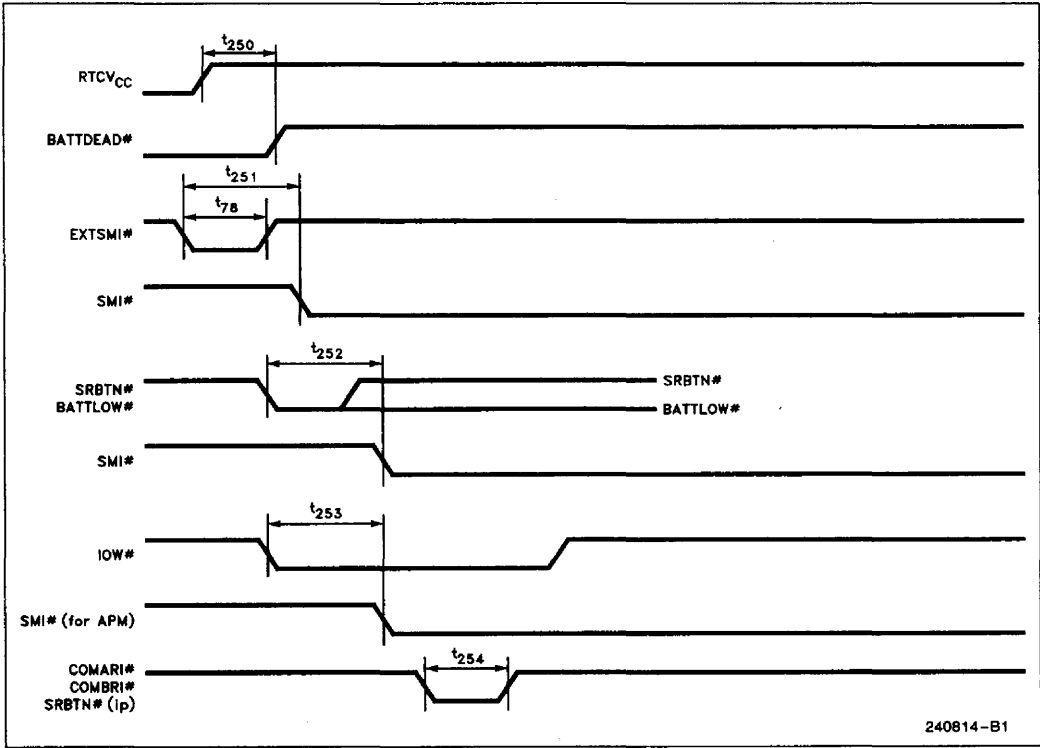 t250
RTCVCC
BATTDEAD#
t251
t78
EXTSMI#
SMI#
t252
SRBTN#
BATTLOW#
SRBTN#
BATTLOW#
SMI#
t253
IOW#
SMI# (for APM)
t254
COMARI#
COMBRI#
SRBTN# (ip)
240814-B1